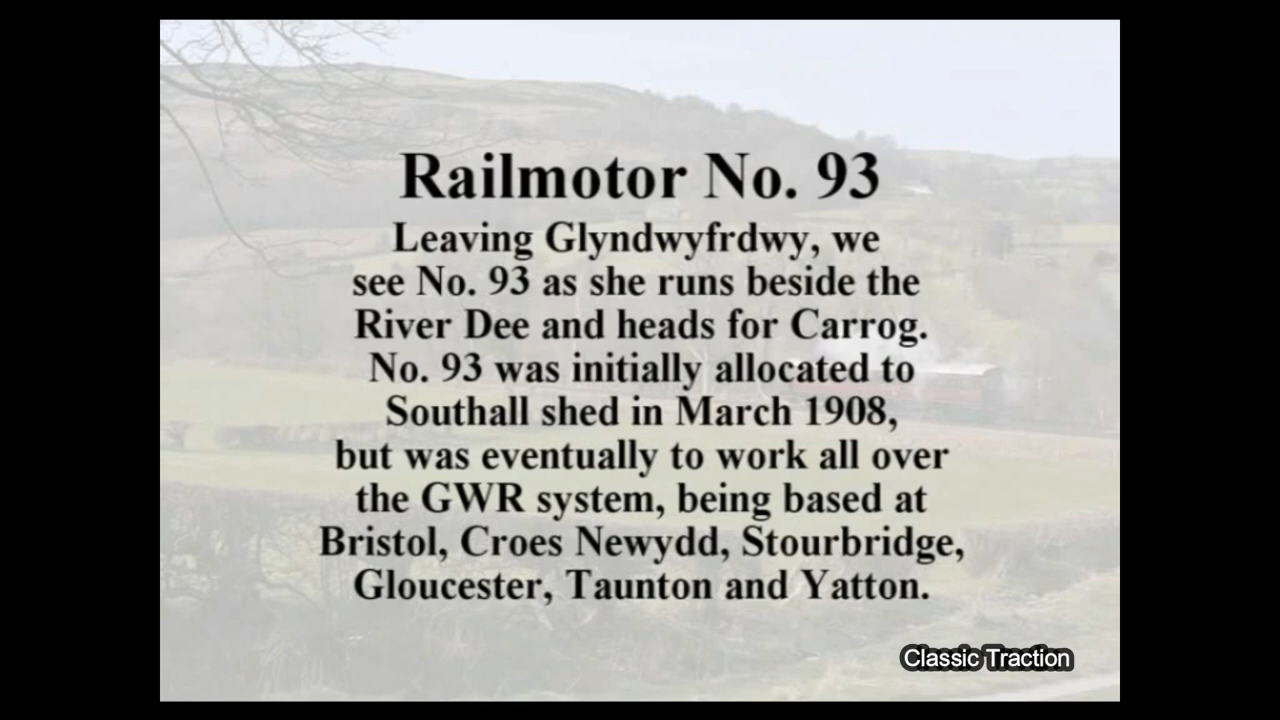 Railmotor No. 93
Leaving Glyndwyfrdwy, we
see No. 93 as she runs beside the
River Dee and heads for Carrog.
No. 93 was initially allocated to
Southall shed in March 1908,
but was eventually to work all over
the GWR system, being based at
Bristol, Croes Newydd, Stourbridge,
Gloucester, Taunton and Yatton.
Classic Traction